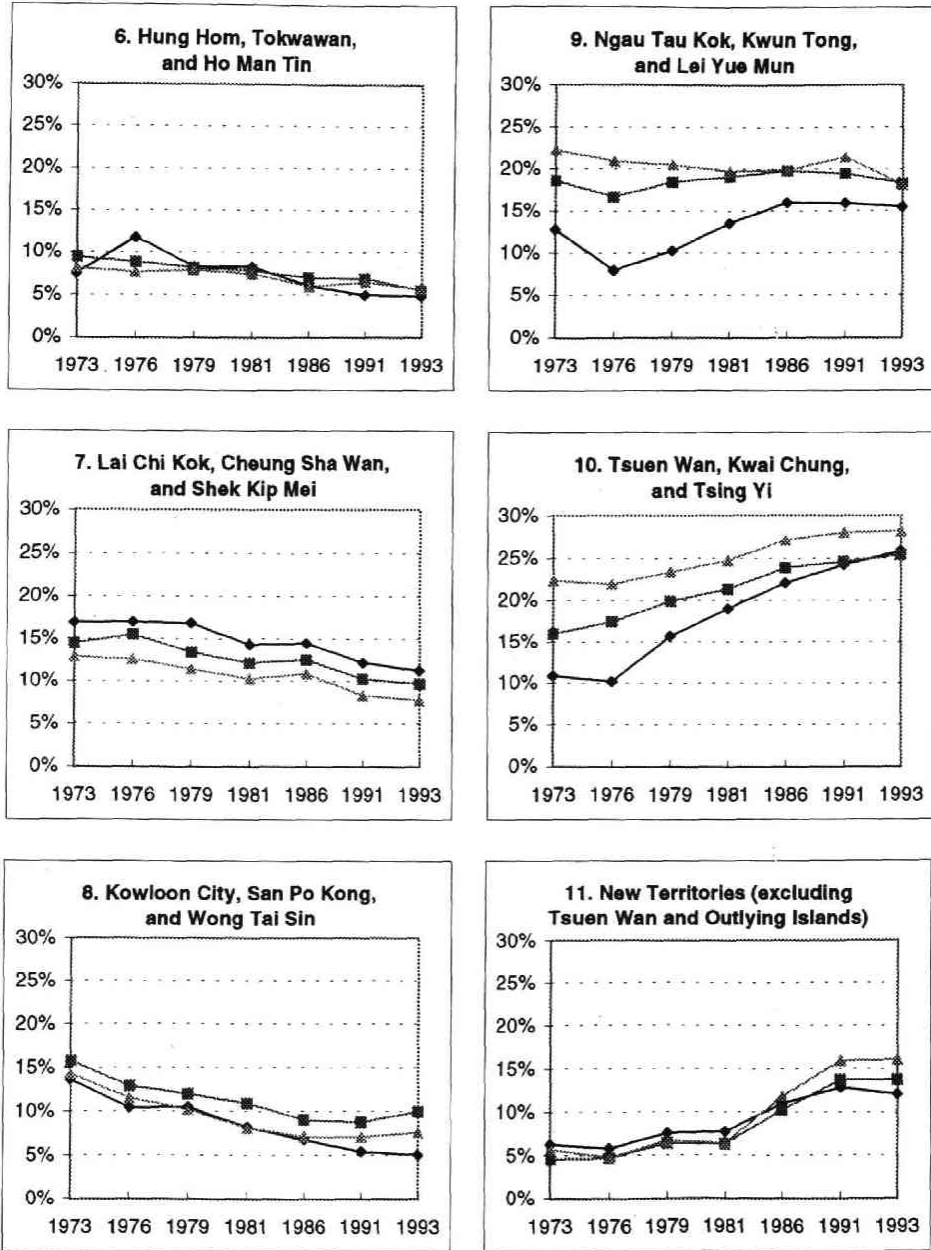 6. Hung Hom, Tokwawan,
and Ho Man Tin
30%
25%
20%
15%
10%
5%
0%
1973 1976 1979 1981 1986 1991 1993
7. Lai Chi Kok, Cheung Sha Wan,
and Shek Kip Mei
30%
25%
20%
15%
10%
5%
0%
1973 1976 1979 1981 1986 1991 1993
8. Kowloon City, San Po Kong,
and Wong Tai Sin
30%
25%
20%
15%
10%
5%
0%
1973 1976 1979 1981 1986 1991 1993
9. Ngau Tau Kok, Kwun Tong,
and Lei Yue Mun
30%
25%
20%
15%
10%
5%
0%
1973 1976 1979 1981 1986 1991 1993
10. Tsuen Wan, Kwai Chung,
and Tsing Yi
30%
25%
20%
15%
10%
5%
0%
1973 1976 1979 1981 1986 1991 1993
11. New Territories (excluding
Tsuen Wan and Outlying Islands)
30%
25%
20%
15%
10%
5%
0%
1973 1976 1979 1981 1986 1991 1993